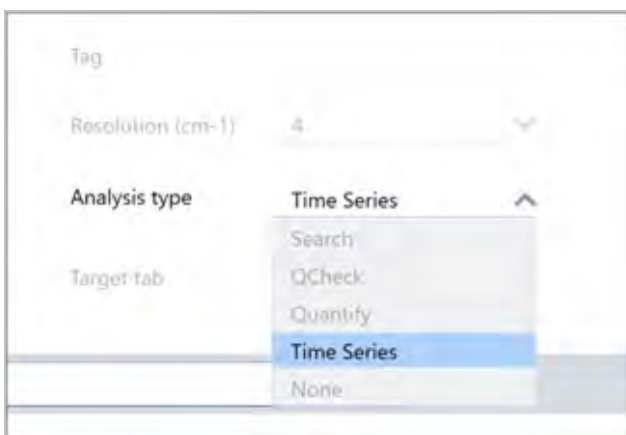 Tag
Resolution (cm-1) 4
Analysis type Time Series
Search
Target tab QCheck
Quantify
Time Series
None